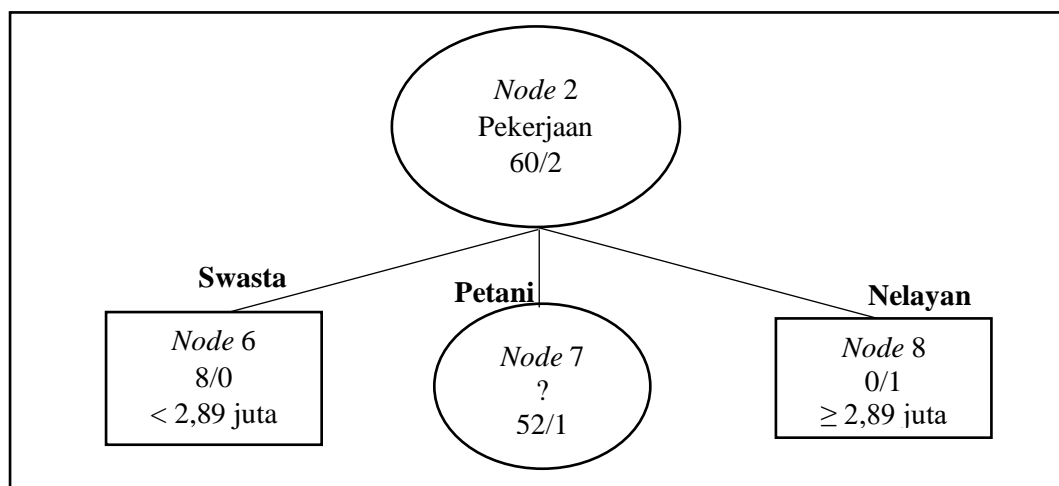 Node 2
Pekerjaan
60/2
Swasta
Petani
Nelayan
Node 6
8/0
< 2,89 juta
Node 7
?
52/1
Node 8
0/1
≥ 2,89 juta